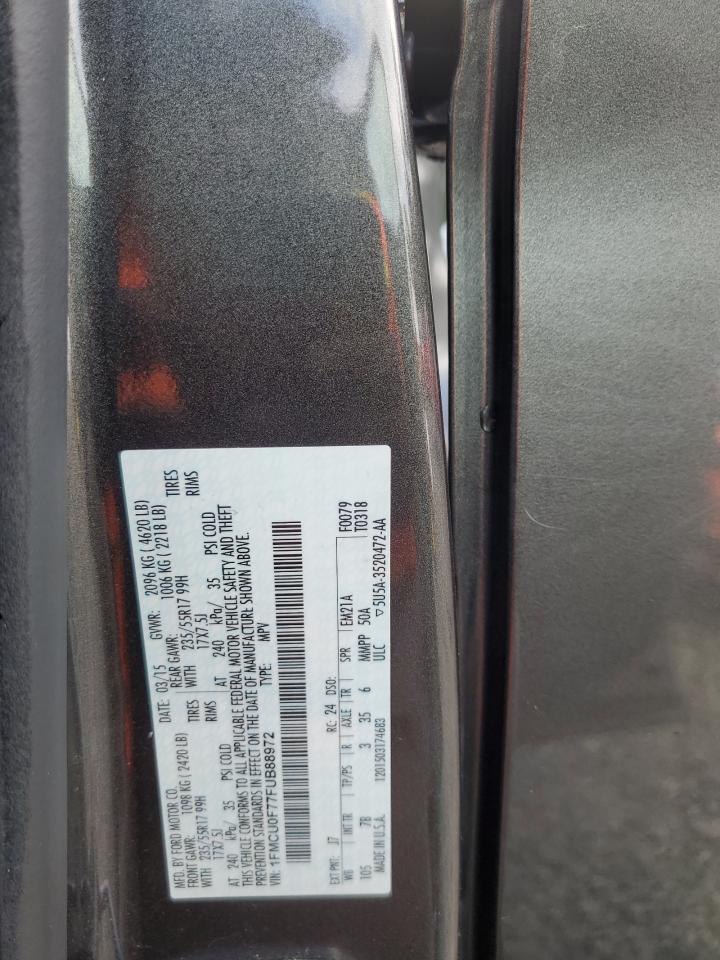 MFD. BY FORD MOTOR CO. DATE: 03/15 GVWR: 2096 KG ( 4620 LB)
FRONT GAWR: 1098 KG (2420 LB) REAR GAWR: 1006 KG ( 2218 LB)
WITH 235/55R17 99H TIRES WITH 235/55R17 99H TIRES
17X7.5J RIMS 17X7.5J RIMS
AT 240 kPa/ 35 PSI COLD AT 240 kPa/ 35 PSI COLD
THIS VEHICLE CONFORMS TO ALL APPLICABLE FEDERAL MOTOR VEHICLE SAFETY AND THEFT
PREVENTION STANDARDS IN EFFECT ON THE DATE OF MANUFACTURE SHOWN ABOVE.
VIN: 1FMCU0F77FUB88972 TYPE: MPV
EXT PNT: J7 RC: 24 DSO: F0079
WB INT TR TP/PS R AXLE TR SPR EM21A T0318
105 7B 3 35 6 MMPP 50A
MADE IN U.S.A. 1201503174683 ULC ▽5U5A-3520472-AA